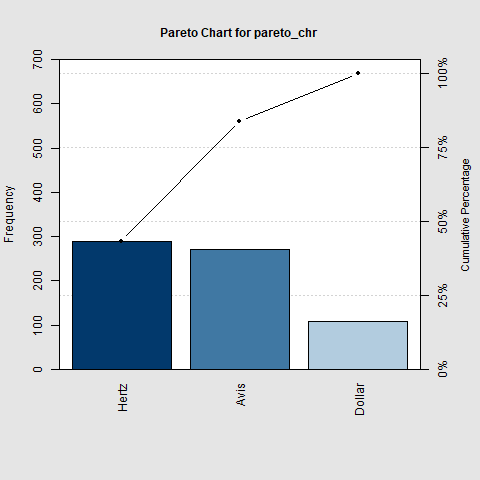 Pareto Chart for pareto_chr
Frequency
0
100
200
300
400
500
600
700
0%
25%
50%
75%
100%
Cumulative Percentage
Hertz
Avis
Dollar